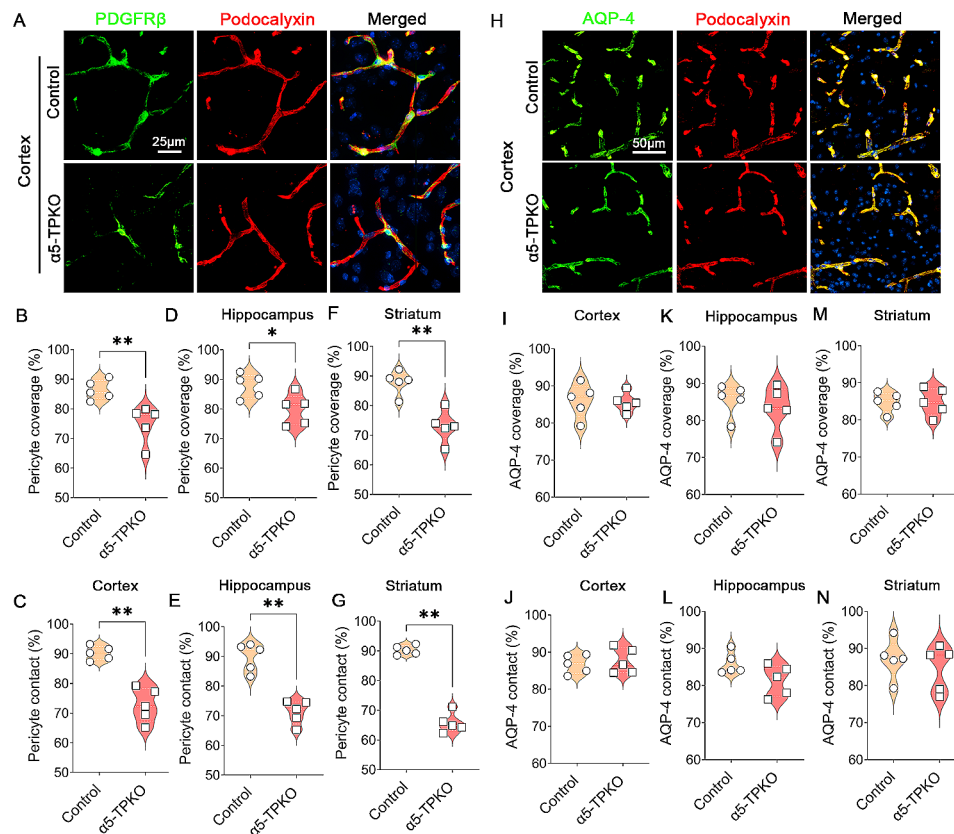 A
PDGFRβ
Podocalyxin
Merged
Cortex
Control
25µm
α5-TPKO
H
AQP-4
Podocalyxin
Merged
Cortex
Control
50µm
α5-TPKO
B
Pericyte coverage (%)
100
90
80
70
60
50
**
Control
α5-TPKO
D
Hippocampus
Pericyte coverage (%)
100
90
80
70
60
50
*
Control
α5-TPKO
F
Striatum
Pericyte coverage (%)
100
90
80
70
60
50
**
Control
α5-TPKO
I
Cortex
AQP-4 coverage (%)
100
90
80
70
60
Control
α5-TPKO
K
Hippocampus
AQP-4 coverage (%)
100
90
80
70
60
Control
α5-TPKO
M
Striatum
AQP-4 coverage (%)
100
90
80
70
60
Control
α5-TPKO
C
Cortex
Pericyte contact (%)
100
90
80
70
60
50
**
Control
α5-TPKO
E
Hippocampus
Pericyte contact (%)
100
90
80
70
60
50
**
Control
α-TPKO
G
Striatum
Pericyte contact (%)
100
90
80
70
60
50
**
Control
α5-TPKO
J
Cortex
AQP-4 contact (%)
100
90
80
70
60
Control
α5-TPKO
L
Hippocampus
AQP-4 contact (%)
100
90
80
70
60
Control
α5-TPKO
N
Striatum
AQP-4 contact (%)
100
90
80
70
60
Control
α5-TPKO